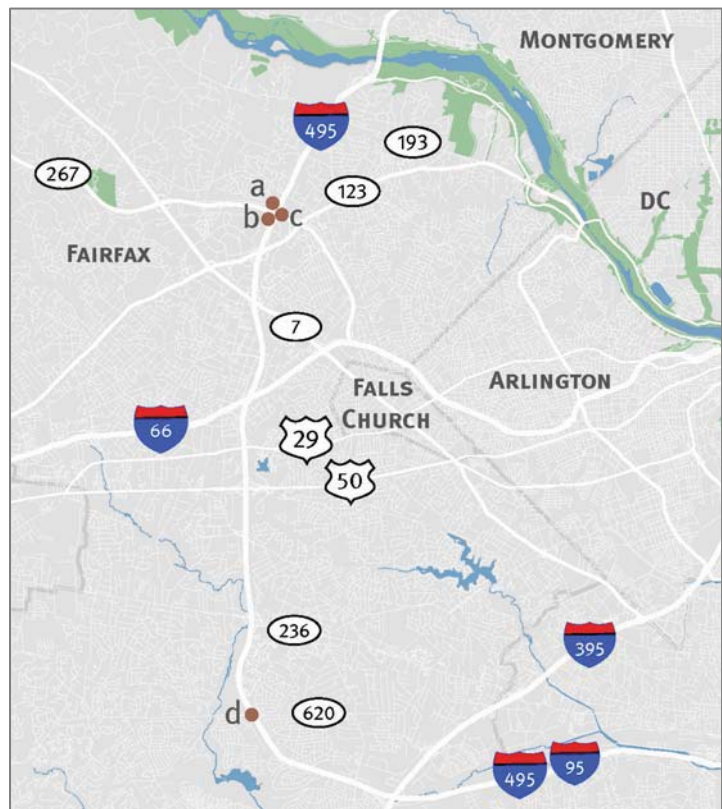 MONTGOMERY
495
193
267
a
123
b
c
DC
FAIRFAX
7
ARLINGTON
FALLS
CHURCH
66
29
50
236
395
d
620
495
95